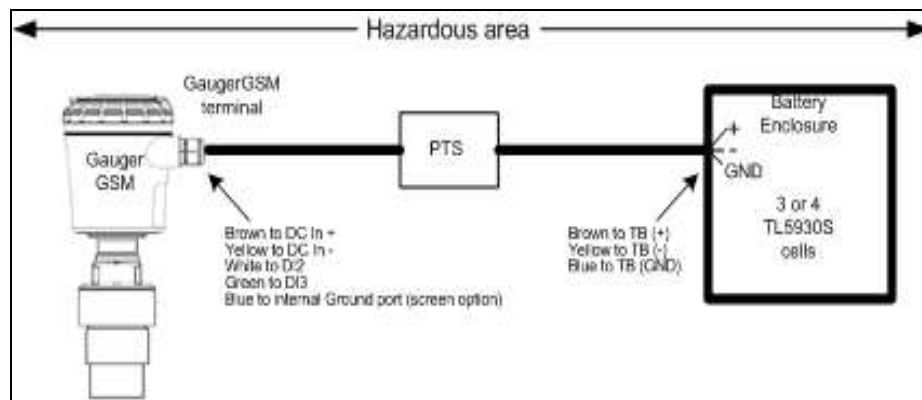 Hazardous area
GaugerGSM
terminal
Gauger
GSM
PTS
Battery
Enclosure
+
-
GND
3 or 4
TL5930S
cells
Brown to DC In +
Yellow to DC In -
White to DI2
Green to DI3
Blue to internal Ground port (screen option)
Brown to TB (+)
Yellow to TB (-)
Blue to TB (GND)